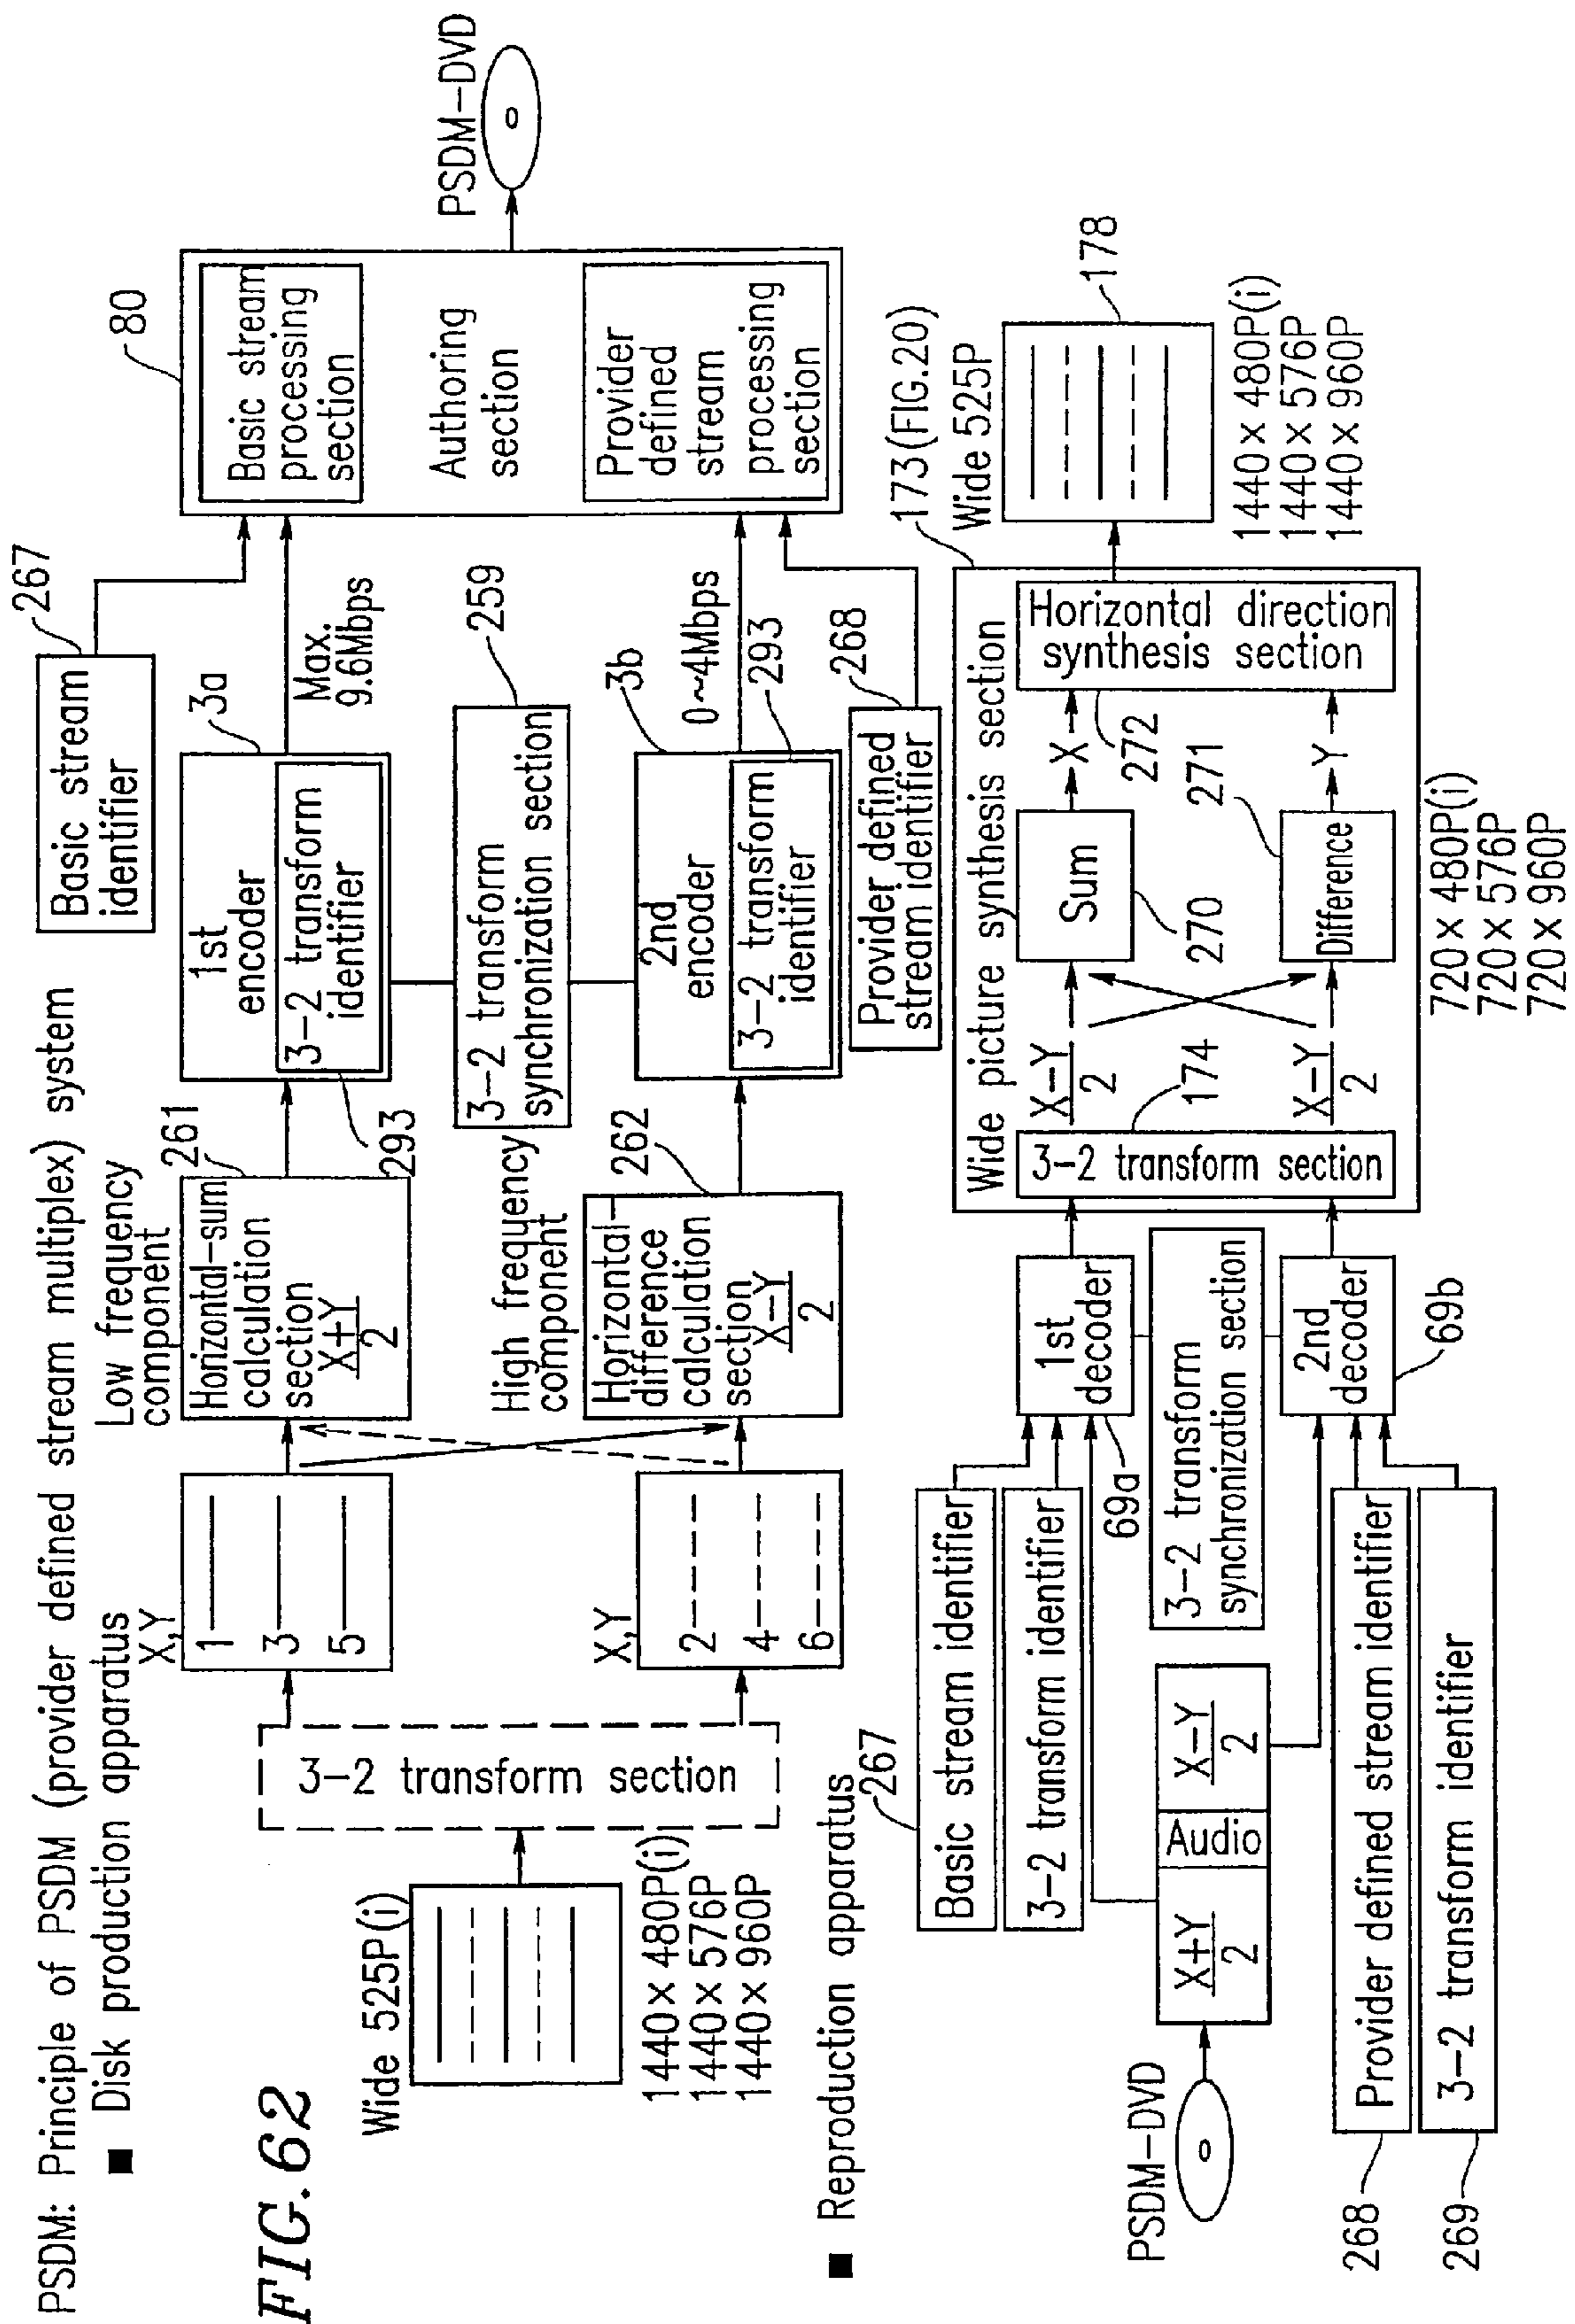 PSDM: Principle of PSDM (provider defined stream multiplex) system
■ Disk production apparatus
FIG. 62
Wide 525P(i)
1440×480P(i)
1440×576P
1440×960P
3-2 transform section
X,Y
1
3
5
X,Y
2
4
6
Low frequency
component
261
Horizontal-sum
calculation
section
X+Y
2
High frequency
component
262
Horizontal-
difference
calculation
section
X-Y
2
293
1st
encoder
3-2 transform
identifier
3a
Basic stream
identifier
267
Max.
9.6Mbps
3-2 transform
synchronization section
259
2nd
encoder
3-2 transform
identifier
3b
0~4Mbps
293
Provider defined
stream identifier
268
80
Basic stream
processing
section
Authoring
section
Provider
defined
stream
processing
section
PSDM-DVD
■ Reproduction apparatus
PSDM-DVD
X+Y
2
Audio
X-Y
2
267
Basic stream identifier
3-2 transform identifier
268
Provider defined stream identifier
269
3-2 transform identifier
69a
1st
decoder
3-2 transform
synchronization section
2nd
decoder
69b
173(FIG.20)
Wide picture synthesis section
3-2 transform section
174
X-Y
2
X-Y
2
Sum
270
Difference
271
X
Y
272
Horizontal direction
synthesis section
720×480P(i)
720×576P
720×960P
Wide 525P
178
1440×480P(i)
1440×576P
1440×960P